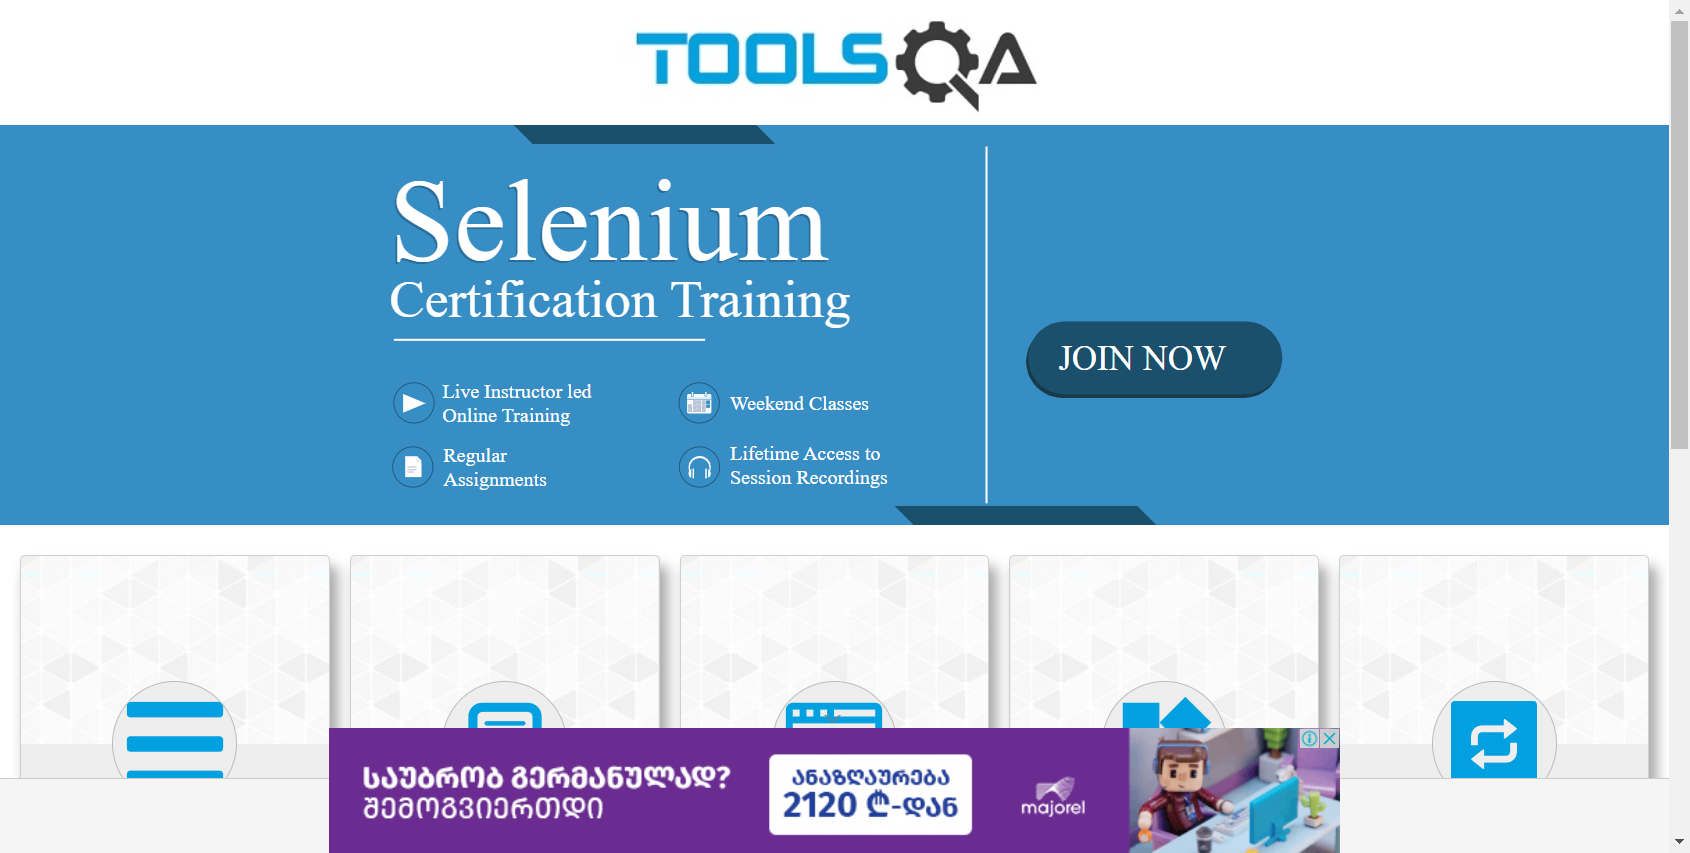 TOOLSQA
Selenium
Certification Training
Live Instructor led
Online Training
Weekend Classes
Regular
Assignments
Lifetime Access to
Session Recordings
JOIN NOW
საუბრობ გერმანულად?
შემოგვიერთდი
ანაზღაურება
2120 ₾-დან
majorel